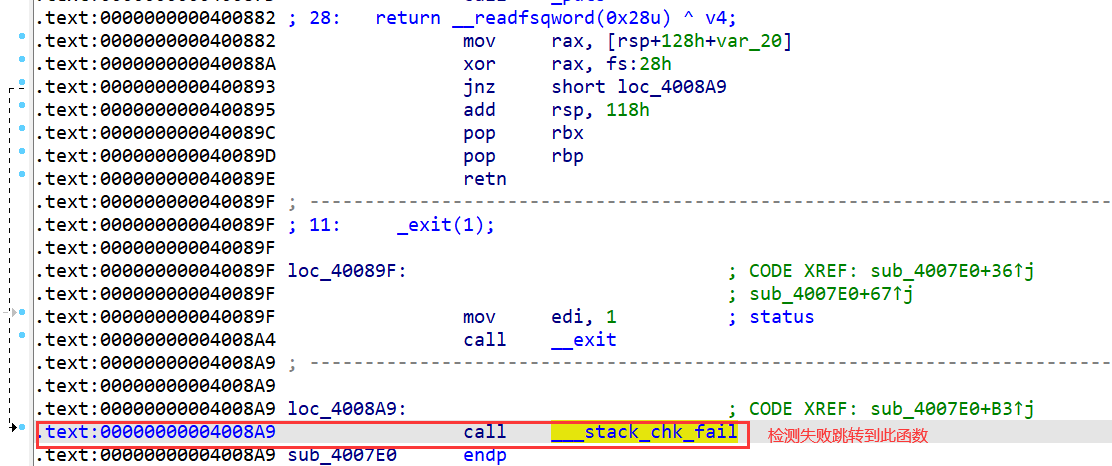 .text:0000000000400882 ; 28:   return __readfsqword(0x28u) ^ v4;
.text:0000000000400882                 mov     rax, [rsp+128h+var_20]
.text:000000000040088A                 xor     rax, fs:28h
.text:0000000000400893                 jnz     short loc_4008A9
.text:0000000000400895                 add     rsp, 118h
.text:000000000040089C                 pop     rbx
.text:000000000040089D                 pop     rbp
.text:000000000040089E                 retn
.text:000000000040089F ; ---------------------------------------------------------------------------
.text:000000000040089F ; 11:     _exit(1);
.text:000000000040089F
.text:000000000040089F loc_40089F:                             ; CODE XREF: sub_4007E0+36↑j
.text:000000000040089F                                         ; sub_4007E0+67↑j
.text:000000000040089F                 mov     edi, 1          ; status
.text:00000000004008A4                 call    __exit
.text:00000000004008A9 ; ---------------------------------------------------------------------------
.text:00000000004008A9
.text:00000000004008A9 loc_4008A9:                             ; CODE XREF: sub_4007E0+B3↑j
.text:00000000004008A9                 call    ___stack_chk_fail 检测失败跳转到此函数
.text:00000000004008A9 sub_4007E0      endp